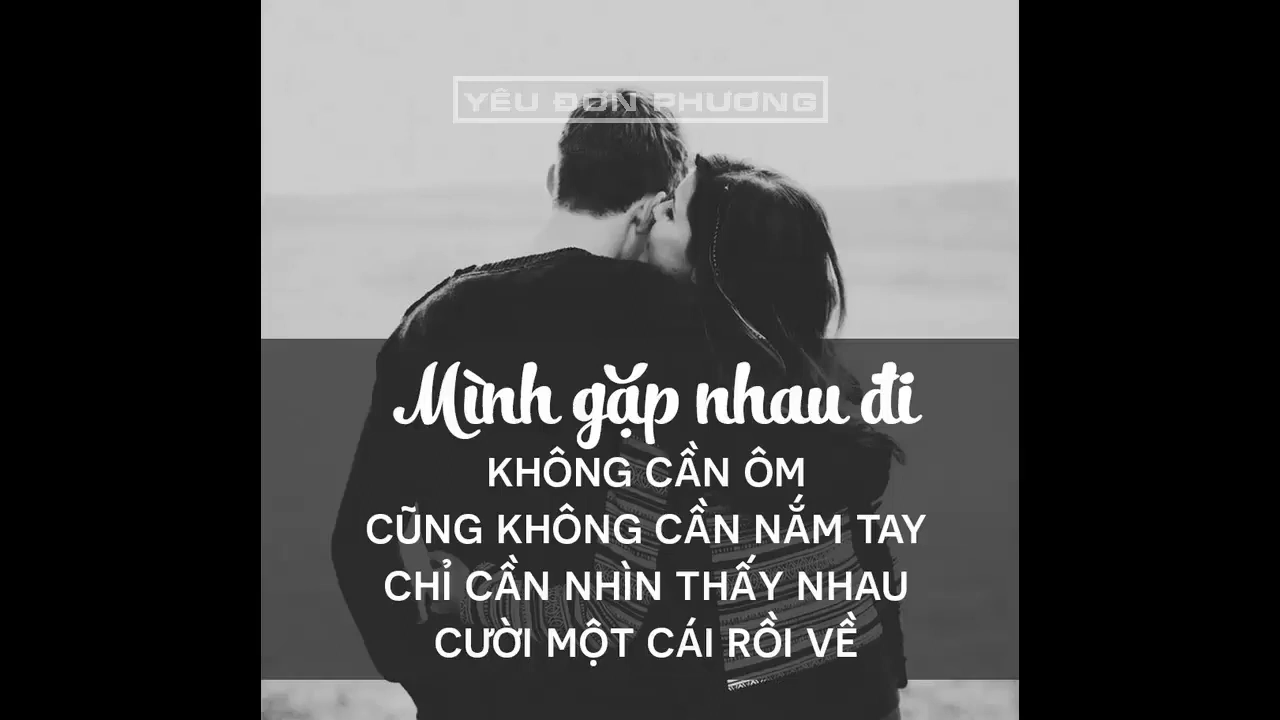 YÊU ĐƠN PHƯƠNG
Mình gặp nhau đi
KHÔNG CẦN ÔM
CŨNG KHÔNG CẦN NẮM TAY
CHỈ CẦN NHÌN THẤY NHAU
CƯỜI MỘT CÁI RỒI VỀ